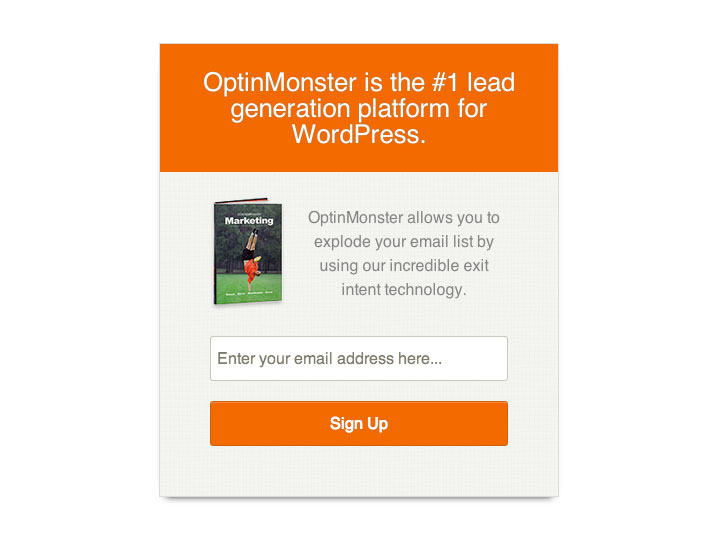 OptinMonster is the #1 lead
generation platform for
WordPress.
Marketing
OptinMonster allows you to
explode your email list by
using our incredible exit
intent technology.
Enter your email address here...
Sign Up